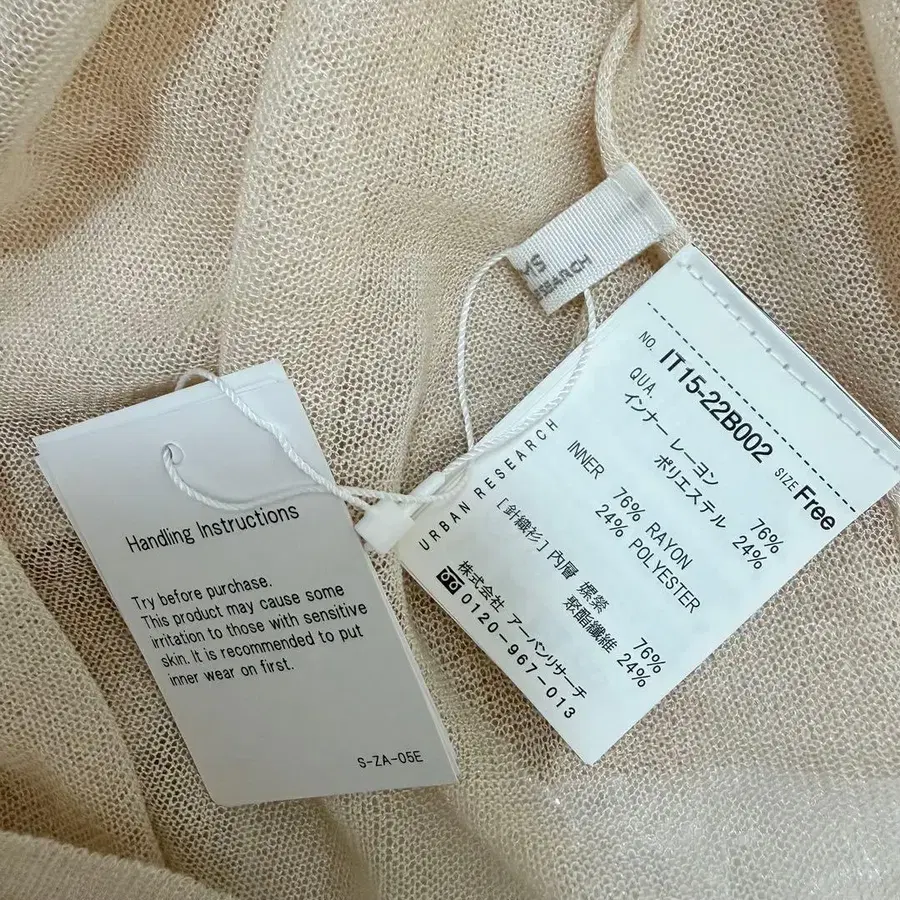 MS
RESEARCH
Handling Instructions
Try before purchase.
This product may cause some
irritation to those with sensitive
skin. It is recommended to put
inner wear on first.
S-ZA-05E
NO. IT15-22B002 SIZE Free
QUA.
インナー レーヨン 76%
ポリエステル 24%
INNER 76% RAYON
24% POLYESTER
[針織衫]內層 嫘縈 76%
聚酯纖維 24%
URBAN RESEARCH
株式会社 アーバンリサーチ
0120-967-013